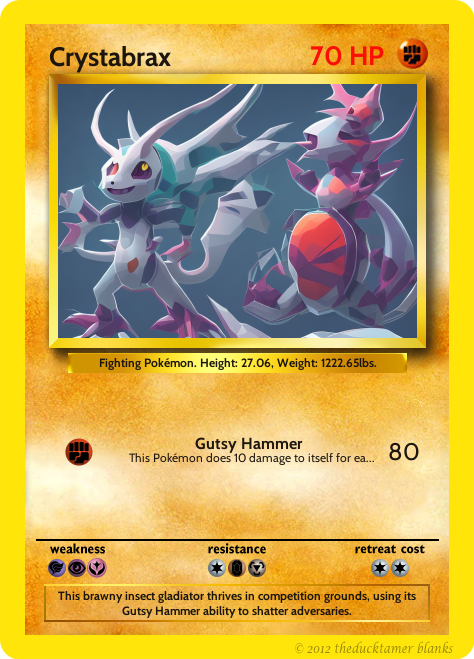 Crystabrax
70 HP
Fighting Pokémon. Height: 27.06, Weight: 1222.65lbs.
Gutsy Hammer
This Pokémon does 10 damage to itself for ea...
80
weakness
resistance
retreat cost
This brawny insect gladiator thrives in competition grounds, using its
Gutsy Hammer ability to shatter adversaries.
© 2012 theducktamer blanks